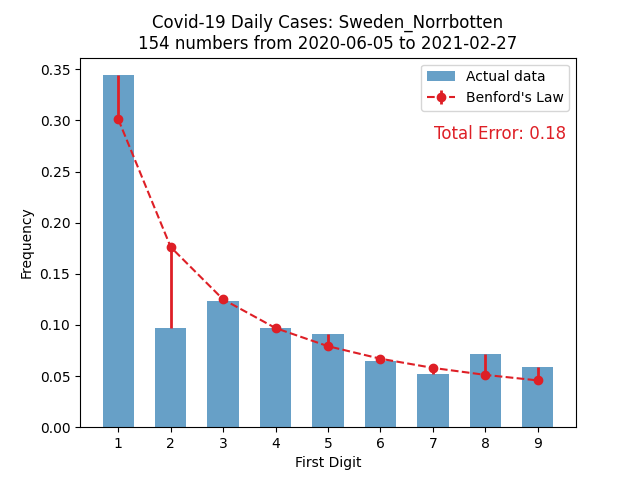 Covid-19 Daily Cases: Sweden_Norrbotten
154 numbers from 2020-06-05 to 2021-02-27
Actual data
Benford's Law
Total Error: 0.18
Frequency
0.35
0.30
0.25
0.20
0.15
0.10
0.05
0.00
1 2 3 4 5 6 7 8 9
First Digit